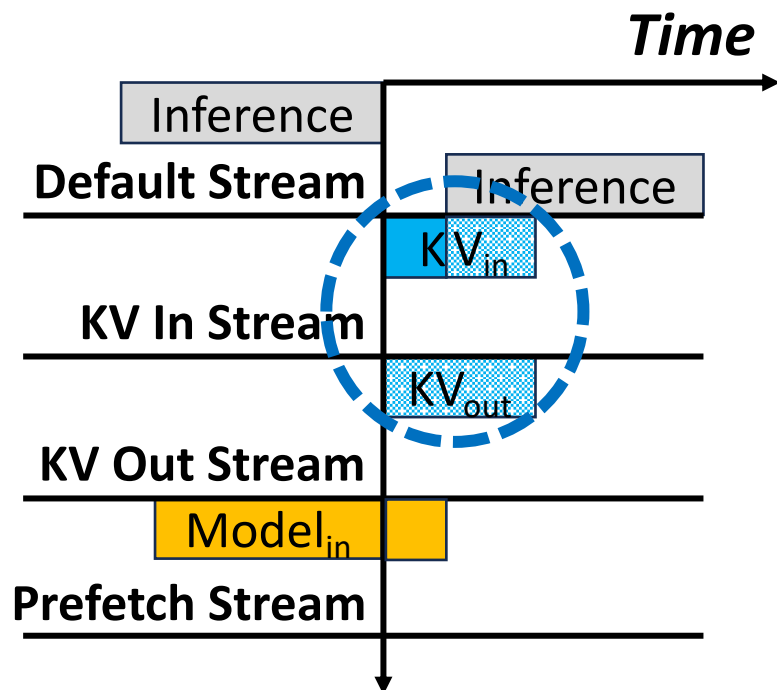 Time
Inference
Default Stream
Inference
KVin
KV In Stream
KVout
KV Out Stream
Modelin
Prefetch Stream